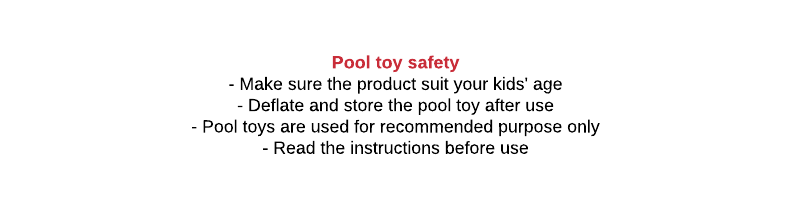 Pool toy safety
- Make sure the product suit your kids' age
- Deflate and store the pool toy after use
- Pool toys are used for recommended purpose only
- Read the instructions before use